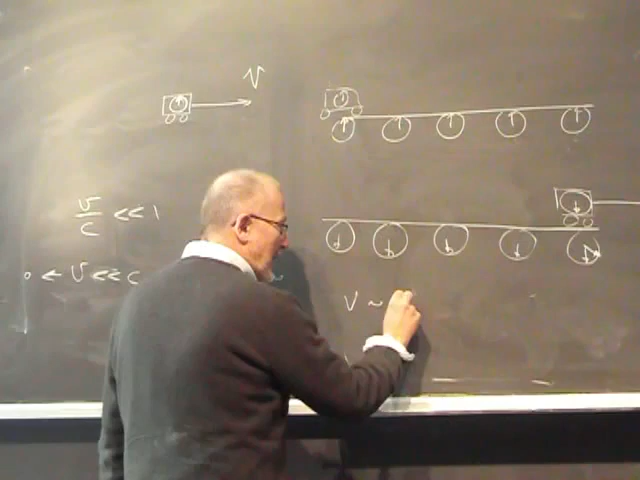 V
v/c << 1
0 ← v << c
~
V ~